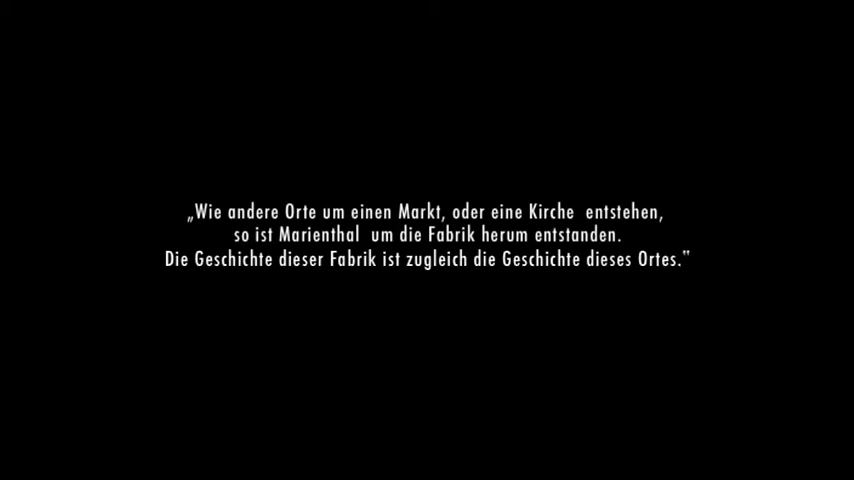 „Wie andere Orte um einen Markt, oder eine Kirche  entstehen,
so ist Marienthal  um die Fabrik herum entstanden.
Die Geschichte dieser Fabrik ist zugleich die Geschichte dieses Ortes."